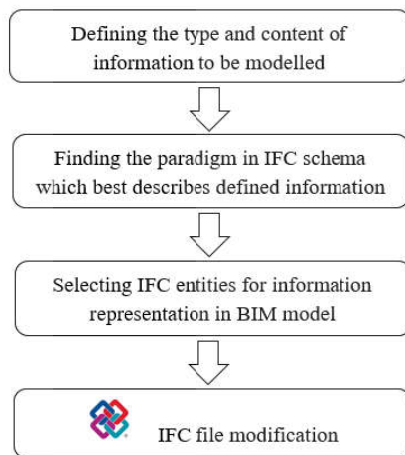 Defining the type and content of
information to be modelled
Finding the paradigm in IFC schema
which best describes defined information
Selecting IFC entities for information
representation in BIM model
IFC file modification